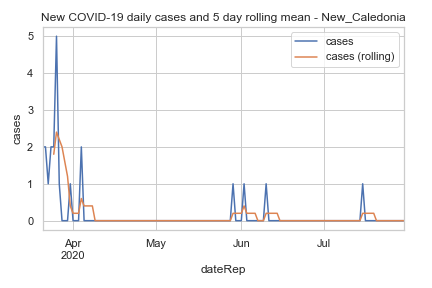 New COVID-19 daily cases and 5 day rolling mean - New_Caledonia
cases
cases (rolling)
5
4
3
2
1
0
cases
Apr
2020
May
Jun
Jul
dateRep